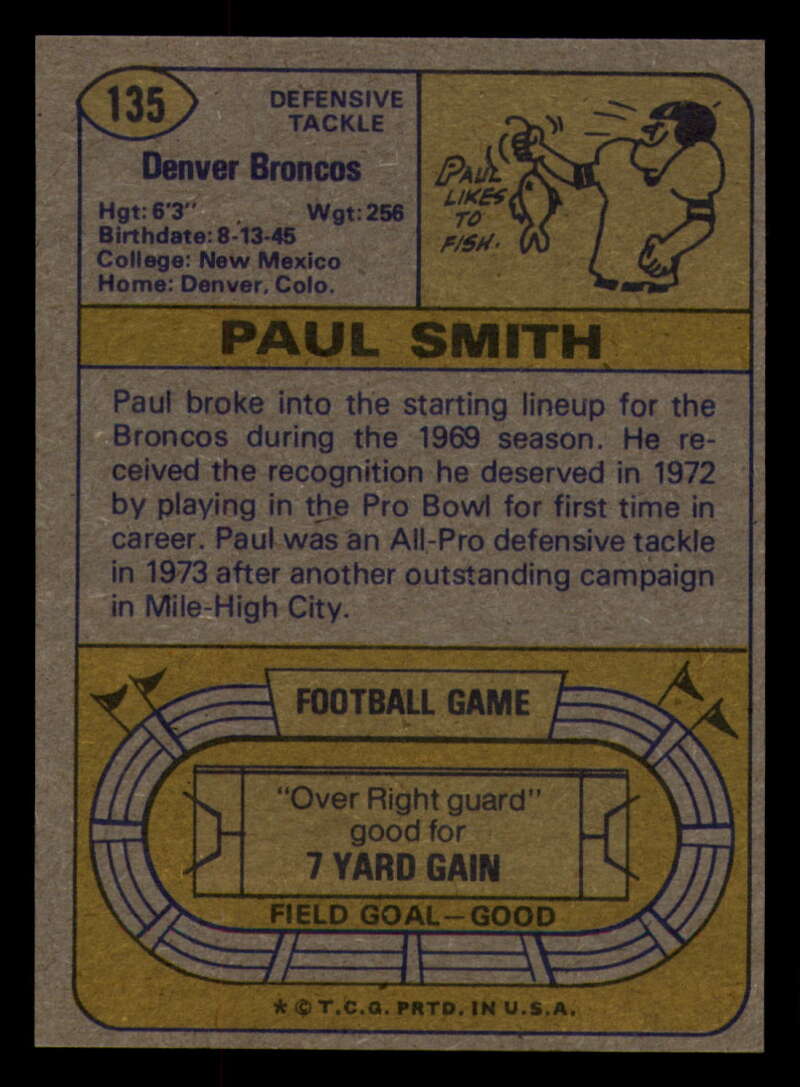 135
DEFENSIVE
TACKLE
Denver Broncos
Hgt: 6'3" Wgt: 256
Birthdate: 8-13-45
College: New Mexico
Home: Denver, Colo.
PAUL
LIKES
TO
FISH.
PAUL SMITH
Paul broke into the starting lineup for the
Broncos during the 1969 season. He re-
ceived the recognition he deserved in 1972
by playing in the Pro Bowl for first time in
career. Paul was an All-Pro defensive tackle
in 1973 after another outstanding campaign
in Mile-High City.
FOOTBALL GAME
"Over Right guard"
good for
7 YARD GAIN
FIELD GOAL—GOOD
* © T.C.G. PRTD. IN U.S.A.